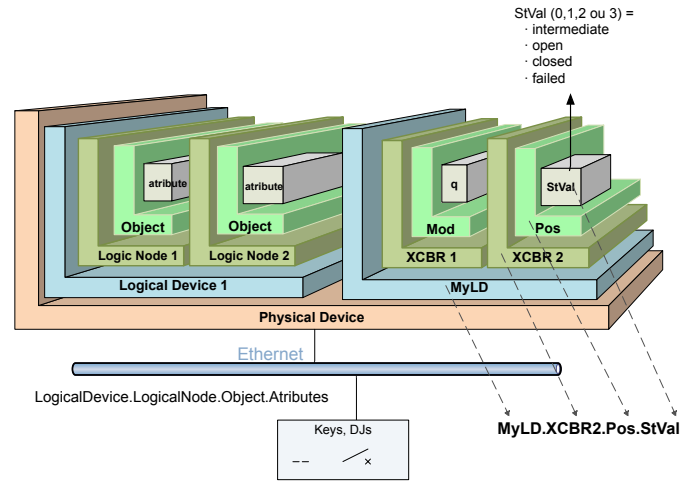 StVal (0,1,2 ou 3) =
· intermediate
· open
· closed
· failed
atribute
atribute
q
StVal
Object
Object
Mod
Pos
Logic Node 1
Logic Node 2
XCBR 1
XCBR 2
Logical Device 1
MyLD
Physical Device
Ethernet
LogicalDevice.LogicalNode.Object.Atributes
MyLD.XCBR2.Pos.StVal
Keys, DJs